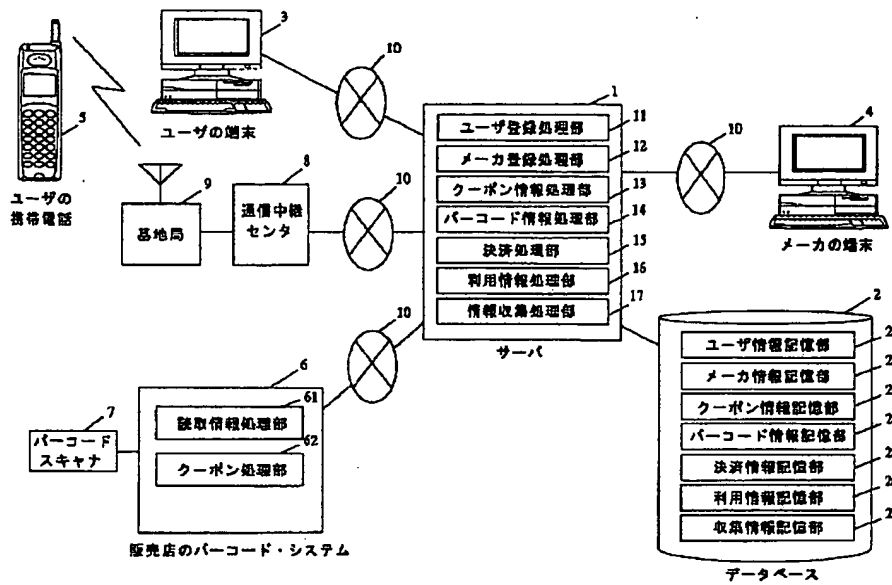 3
5
ユーザの端末
ユーザの
携帯電話
9
基地局
8
通信中継
センタ
10
10
10
10
1
ユーザ登録処理部
11
メーカ登録処理部
12
クーポン情報処理部
13
バーコード情報処理部
14
決済処理部
15
利用情報処理部
16
情報収集処理部
17
サーバ
4
メーカの端末
2
ユーザ情報記憶部
2
メーカ情報記憶部
2
クーポン情報記憶部
2
バーコード情報記憶部
2
決済情報記憶部
2
利用情報記憶部
2
収集情報記憶部
2
データベース
6
61
読取情報処理部
62
クーポン処理部
7
バーコード
スキャナ
販売店のバーコード・システム